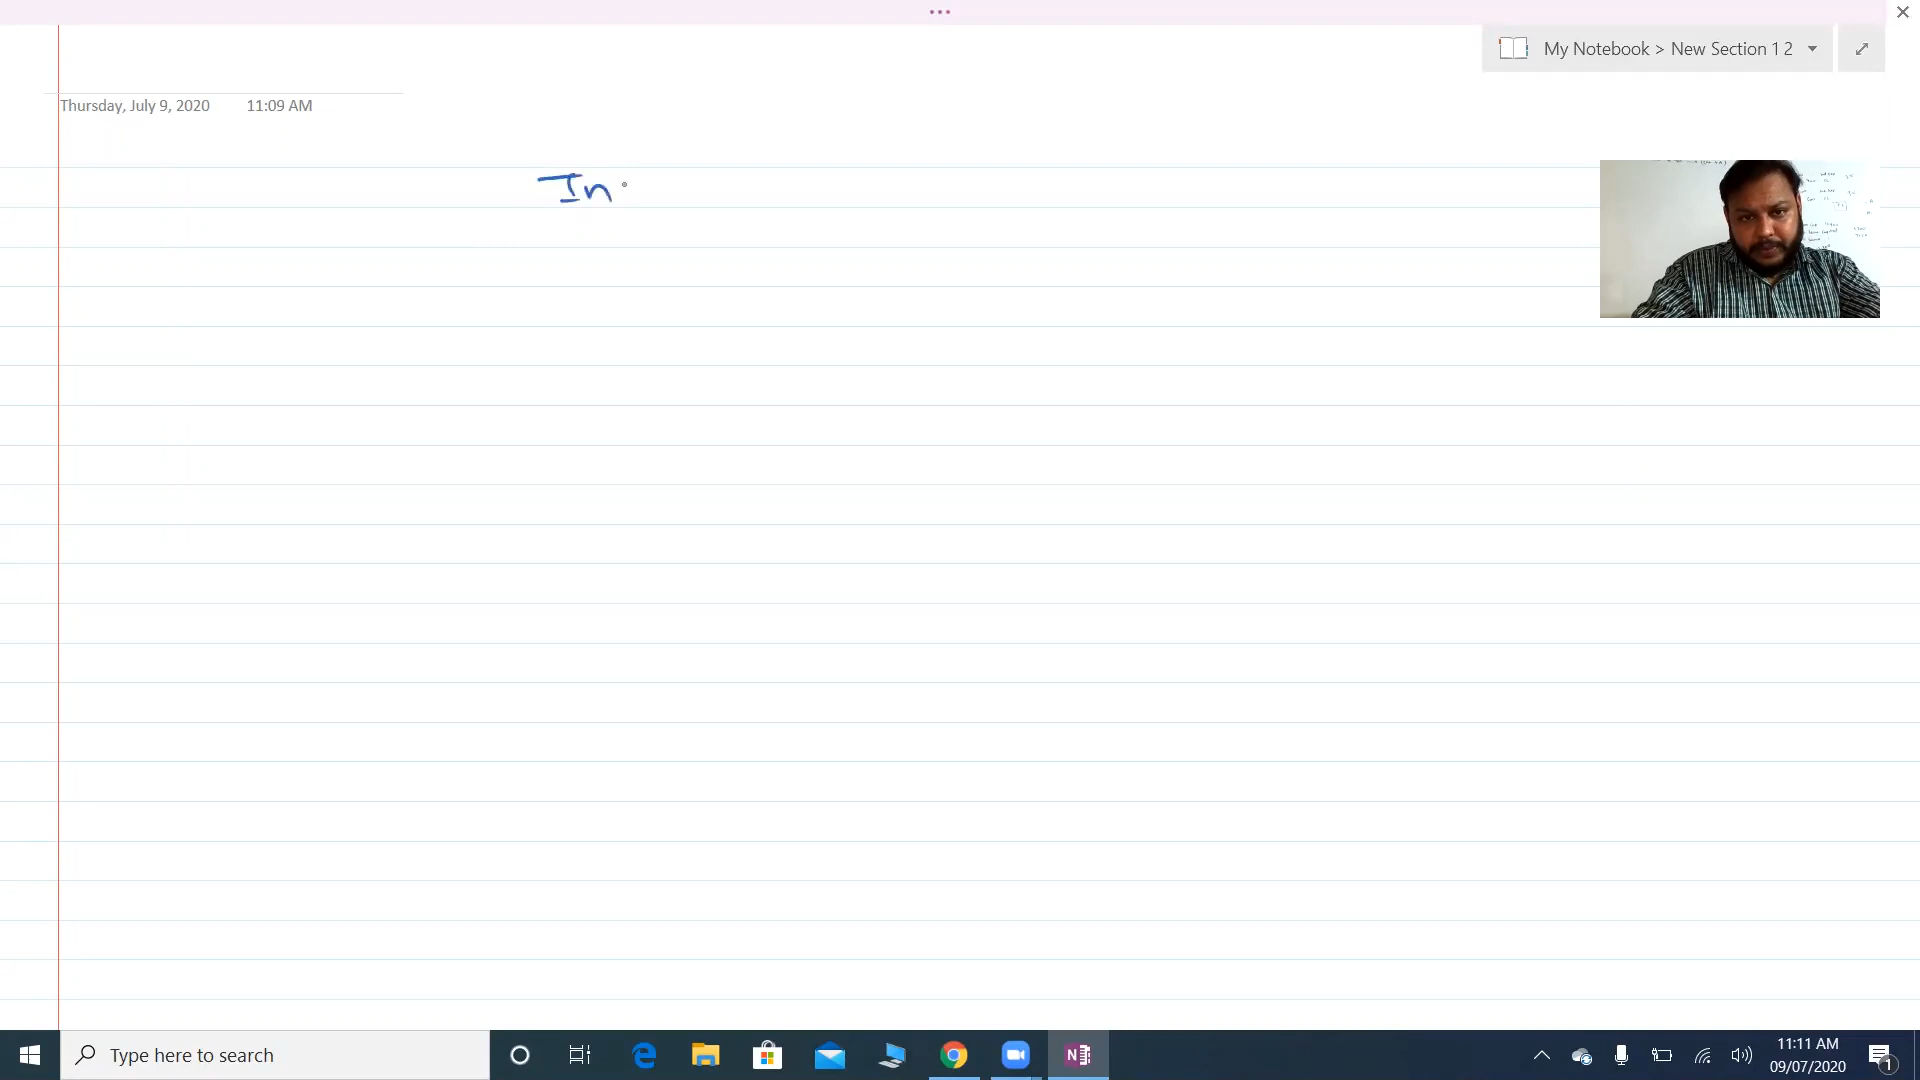 My Notebook > New Section 1 2
Thursday, July 9, 2020 11:09 AM
In
Type here to search
11:11 AM
09/07/2020
1